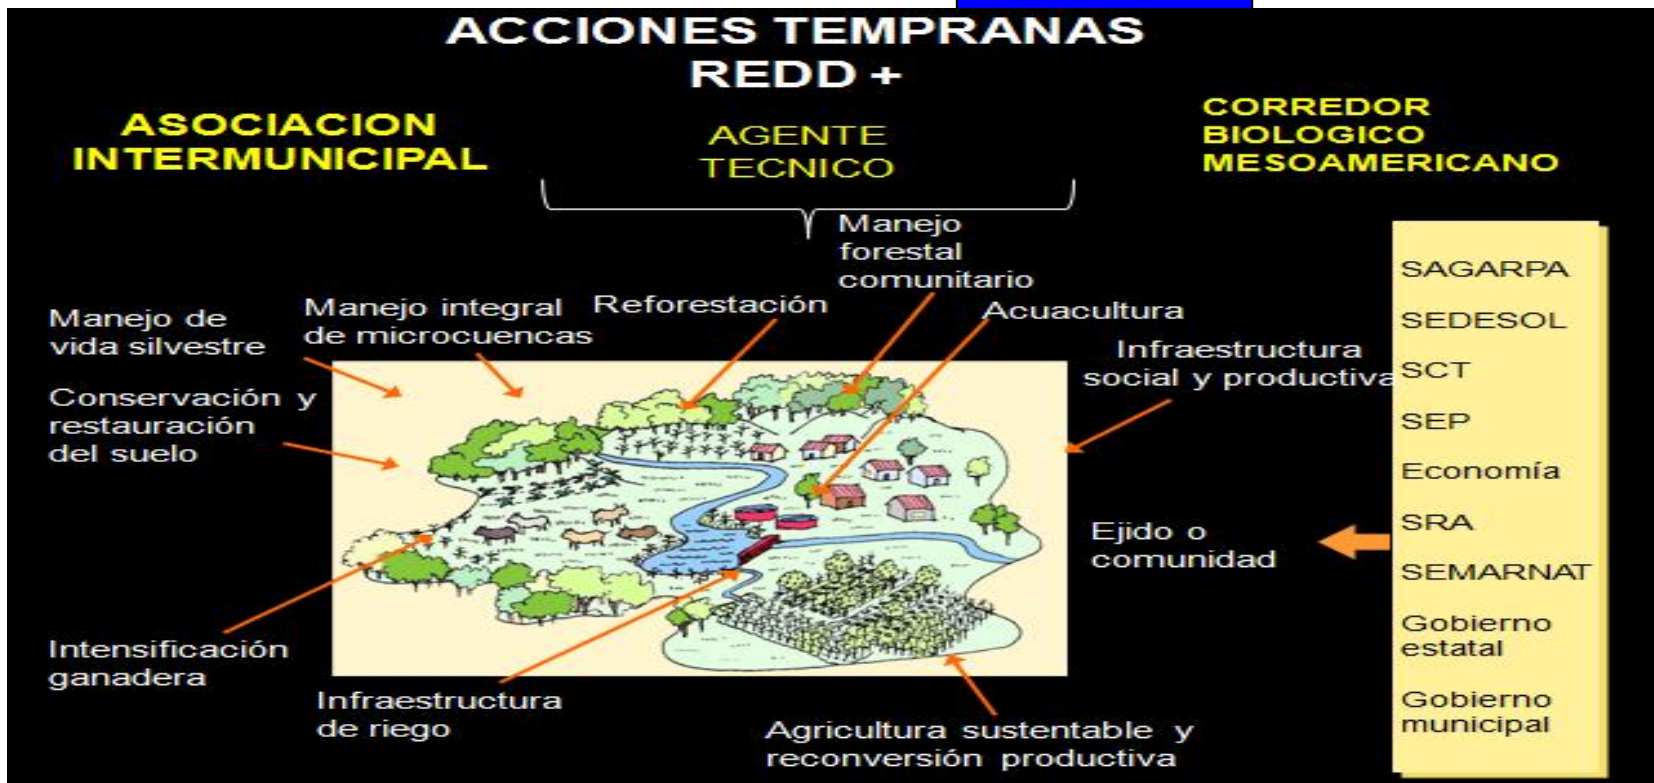 ACCIONES TEMPRANAS
REDD +
ASOCIACION
INTERMUNICIPAL
AGENTE
TECNICO
CORREDOR
BIOLOGICO
MESOAMERICANO
Manejo
forestal
comunitario
Reforestación
Manejo integral
de microcuencas
Manejo de
vida silvestre
Acuacultura
Infraestructura
social y productiva
Conservación y
restauración
del suelo
Ejido o
comunidad
Intensificación
ganadera
Infraestructura
de riego
Agricultura sustentable y
reconversión productiva
SAGARPA
SEDESOL
SCT
SEP
Economía
SRA
SEMARNAT
Gobierno
estatal
Gobierno
municipal